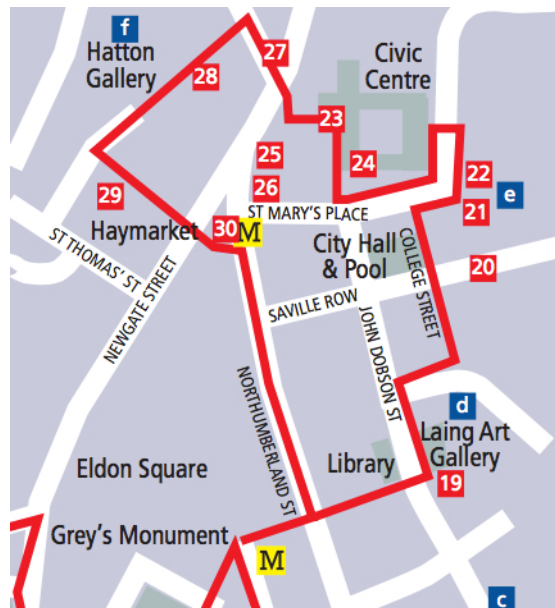 f
Hatton
Gallery
27
28
Civic
Centre
23
24
25
26
22
e
21
29
Haymarket
30
M
ST MARY'S PLACE
City Hall
& Pool
20
ST THOMAS' ST
NEWGATE STREET
SAVILLE ROW
COLLEGE STREET
JOHN DOBSON ST
NORTHUMBERLAND ST
d
Laing Art
Gallery
19
Library
Eldon Square
Grey's Monument
M
c